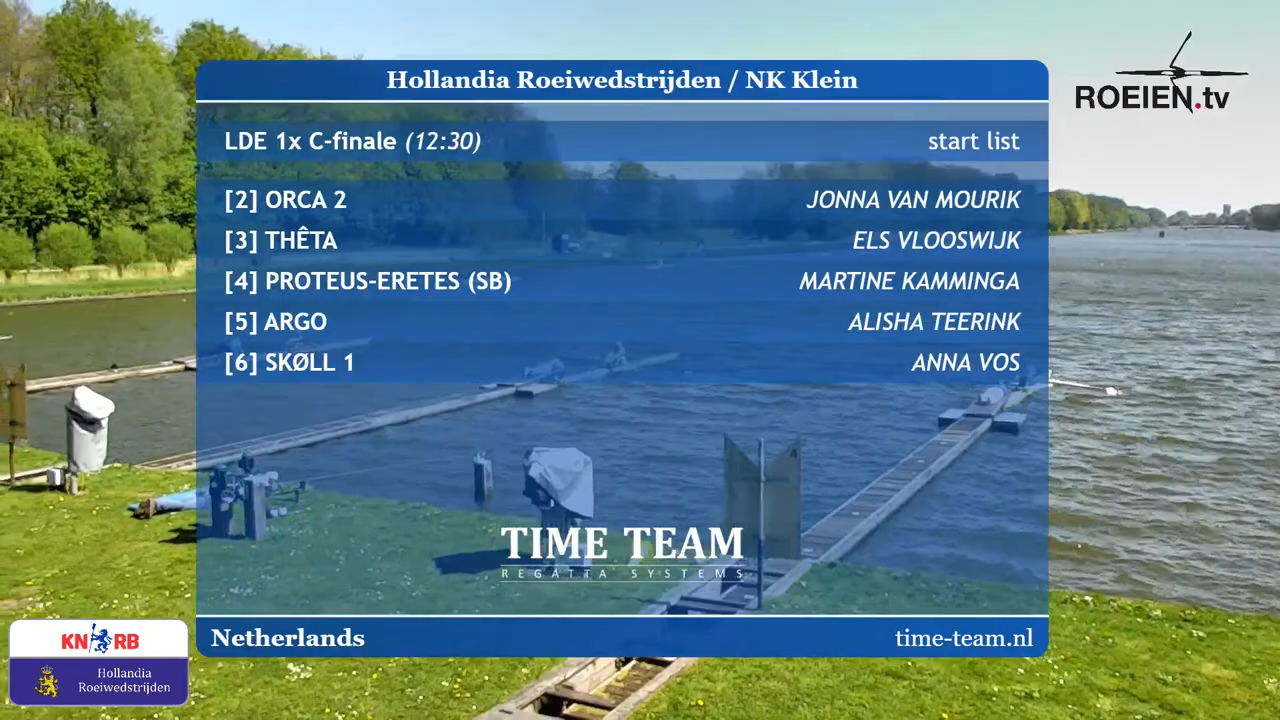 Hollandia Roeiwedstrijden / NK Klein
ROEIEN.tv
LDE 1x C-finale (12:30) start list
[2] ORCA 2 JONNA VAN MOURIK
[3] THÊTA ELS VLOOSWIJK
[4] PROTEUS-ERETES (SB) MARTINE KAMMINGA
[5] ARGO ALISHA TEERINK
[6] SKØLL 1 ANNA VOS
TIME TEAM
REGATTA SYSTEMS
Netherlands time-team.nl
KNRB
Hollandia
Roeiwedstrijden